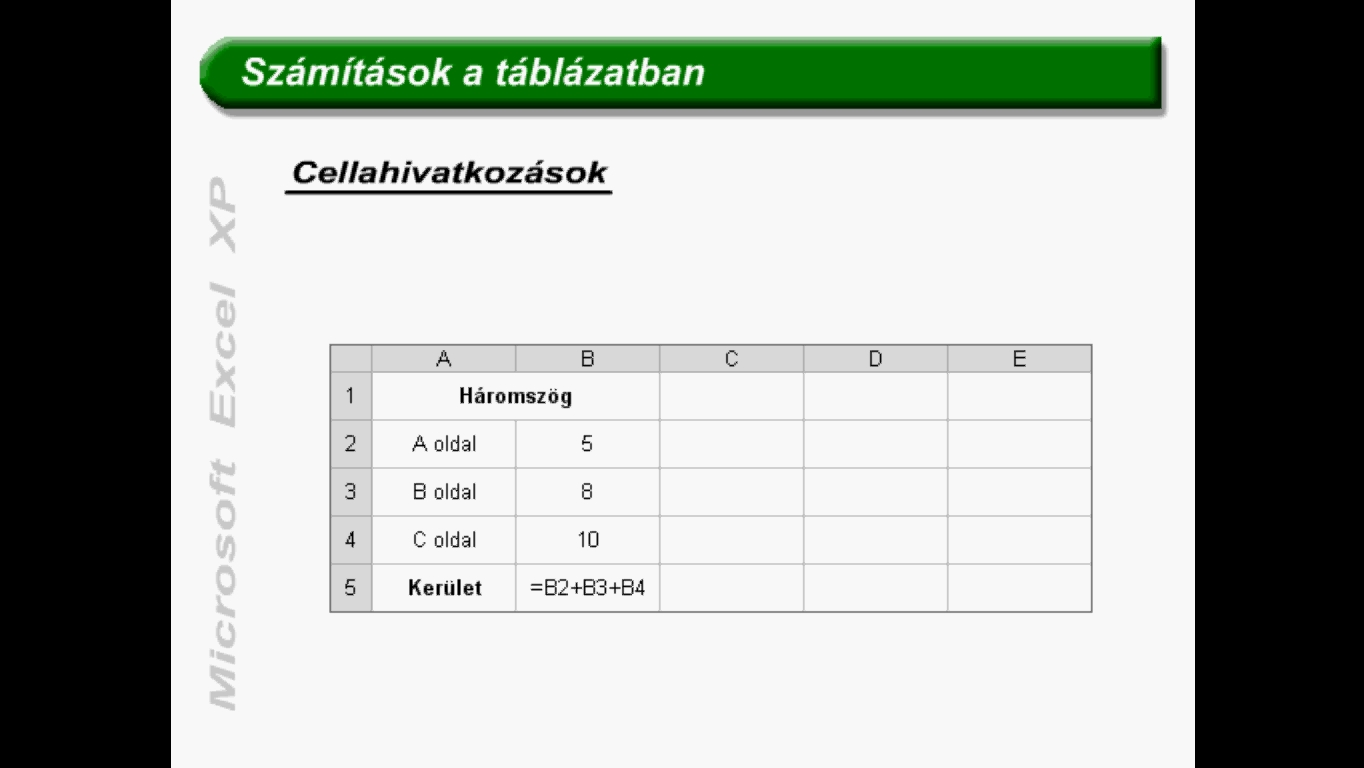 Számítások a táblázatban
Cellahivatkozások
Microsoft Excel XP
A B C D E
1 Háromszög
2 A oldal 5
3 B oldal 8
4 C oldal 10
5 Kerület =B2+B3+B4